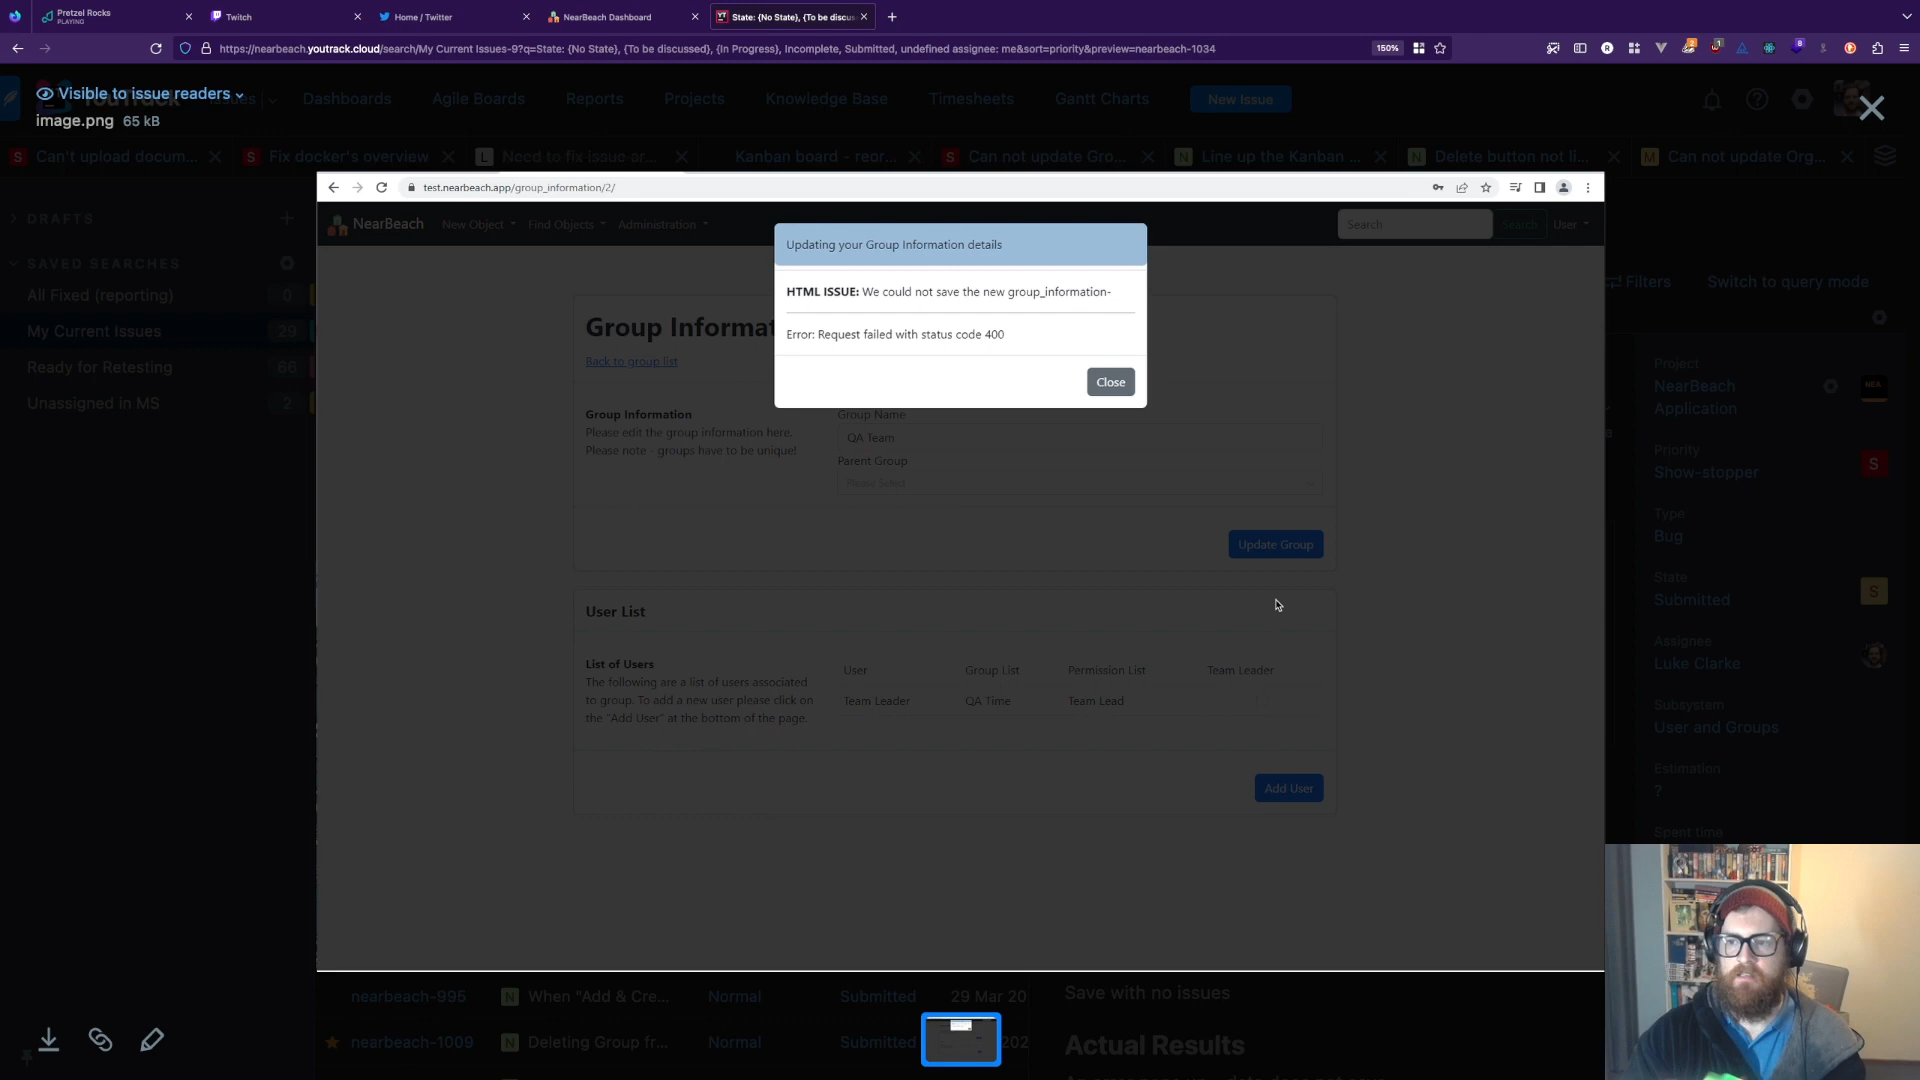 Pretzel Rocks
PLAYING
Twitch
Home / Twitter
NearBeach Dashboard
State: {No State}, {To be discus
https://nearbeach.youtrack.cloud/search/My Current Issues-9?q=State: {No State}, {To be discussed}, {In Progress}, Incomplete, Submitted, undefined assignee: me&sort=priority&preview=nearbeach-1034
150%
Visible to issue readers
image.png 65 kB
YouTrack
Issues
Dashboards
Agile Boards
Reports
Projects
Knowledge Base
Timesheets
Gantt Charts
New Issue
S Can't upload docum...
S Fix docker's overview
L Need to fix issue ar...
Kanban board - reor...
S Can not update Gro...
N Line up the Kanban ...
N Delete button not li...
M Can not update Org...
DRAFTS
SAVED SEARCHES
All Fixed (reporting) 0
My Current Issues 29
Ready for Retesting 66
Unassigned in MS 2
test.nearbeach.app/group_information/2/
NearBeach
New Object
Find Objects
Administration
Search
Search
User
Updating your Group Information details
HTML ISSUE: We could not save the new group_information-
Error: Request failed with status code 400
Close
Group Informat
Back to group list
Group Information
Please edit the group information here.
Please note - groups have to be unique!
Group Name
QA Team
Parent Group
Please Select
Update Group
User List
List of Users
The following are a list of users associated
to group. To add a new user please click on
the "Add User" at the bottom of the page.
User Group List Permission List Team Leader
Team Leader QA Time Team Lead
Add User
Filters
Switch to query mode
Project
NearBeach
Application
NEA
Priority
Show-stopper S
Type
Bug
State
Submitted S
Assignee
Luke Clarke
Subsystem
User and Groups
Estimation
?
Spent time
nearbeach-995 N When "Add & Cre... Normal Submitted 29 Mar 20
nearbeach-1009 N Deleting Group fr... Normal Submitted
Save with no issues
Actual Results